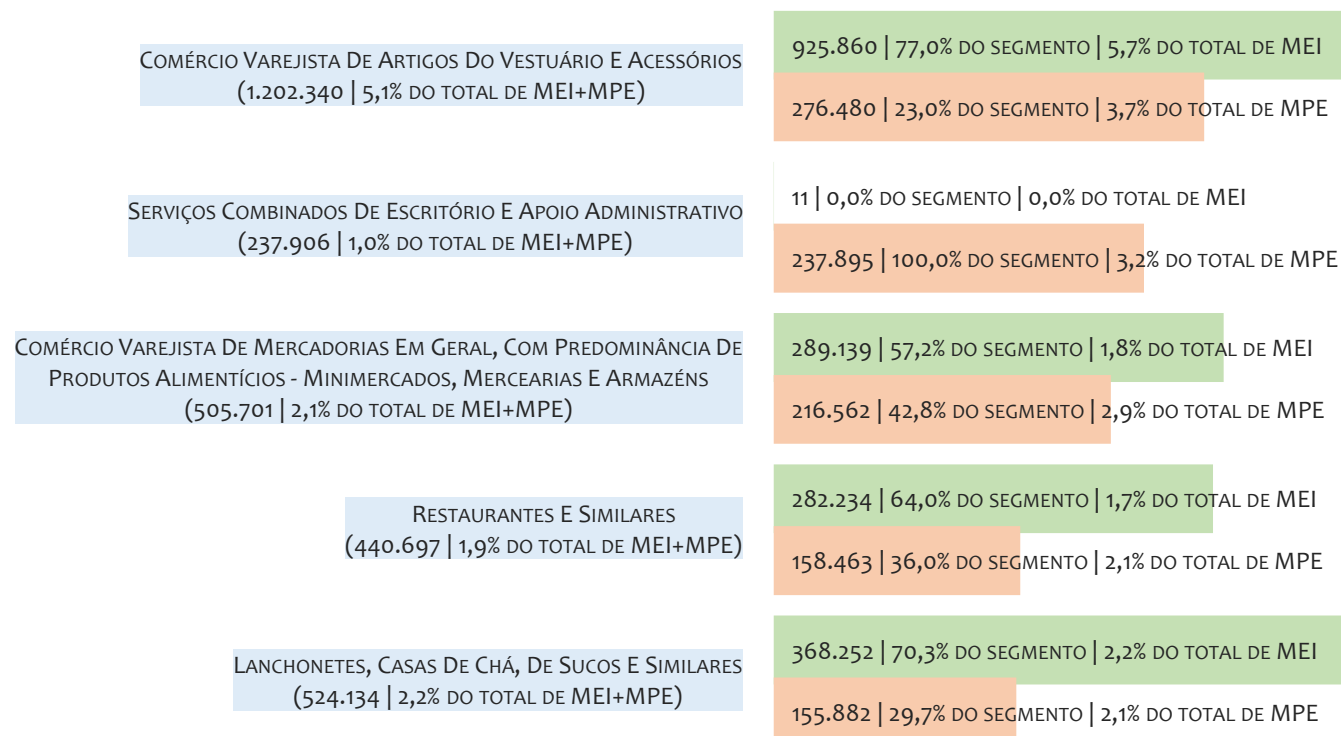 Comércio Varejista De Artigos Do Vestuário E Acessórios
(1.202.340 | 5,1% do total de MEI+MPE)
925.860 | 77,0% do segmento | 5,7% do total de MEI
276.480 | 23,0% do segmento | 3,7% do total de MPE
Serviços Combinados De Escritório E Apoio Administrativo
(237.906 | 1,0% do total de MEI+MPE)
11 | 0,0% do segmento | 0,0% do total de MEI
237.895 | 100,0% do segmento | 3,2% do total de MPE
Comércio Varejista De Mercadorias Em Geral, Com Predominância De
Produtos Alimentícios - Minimercados, Mercearias E Armazéns
(505.701 | 2,1% do total de MEI+MPE)
289.139 | 57,2% do segmento | 1,8% do total de MEI
216.562 | 42,8% do segmento | 2,9% do total de MPE
Restaurantes E Similares
(440.697 | 1,9% do total de MEI+MPE)
282.234 | 64,0% do segmento | 1,7% do total de MEI
158.463 | 36,0% do segmento | 2,1% do total de MPE
Lanchonetes, Casas De Chá, De Sucos E Similares
(524.134 | 2,2% do total de MEI+MPE)
368.252 | 70,3% do segmento | 2,2% do total de MEI
155.882 | 29,7% do segmento | 2,1% do total de MPE